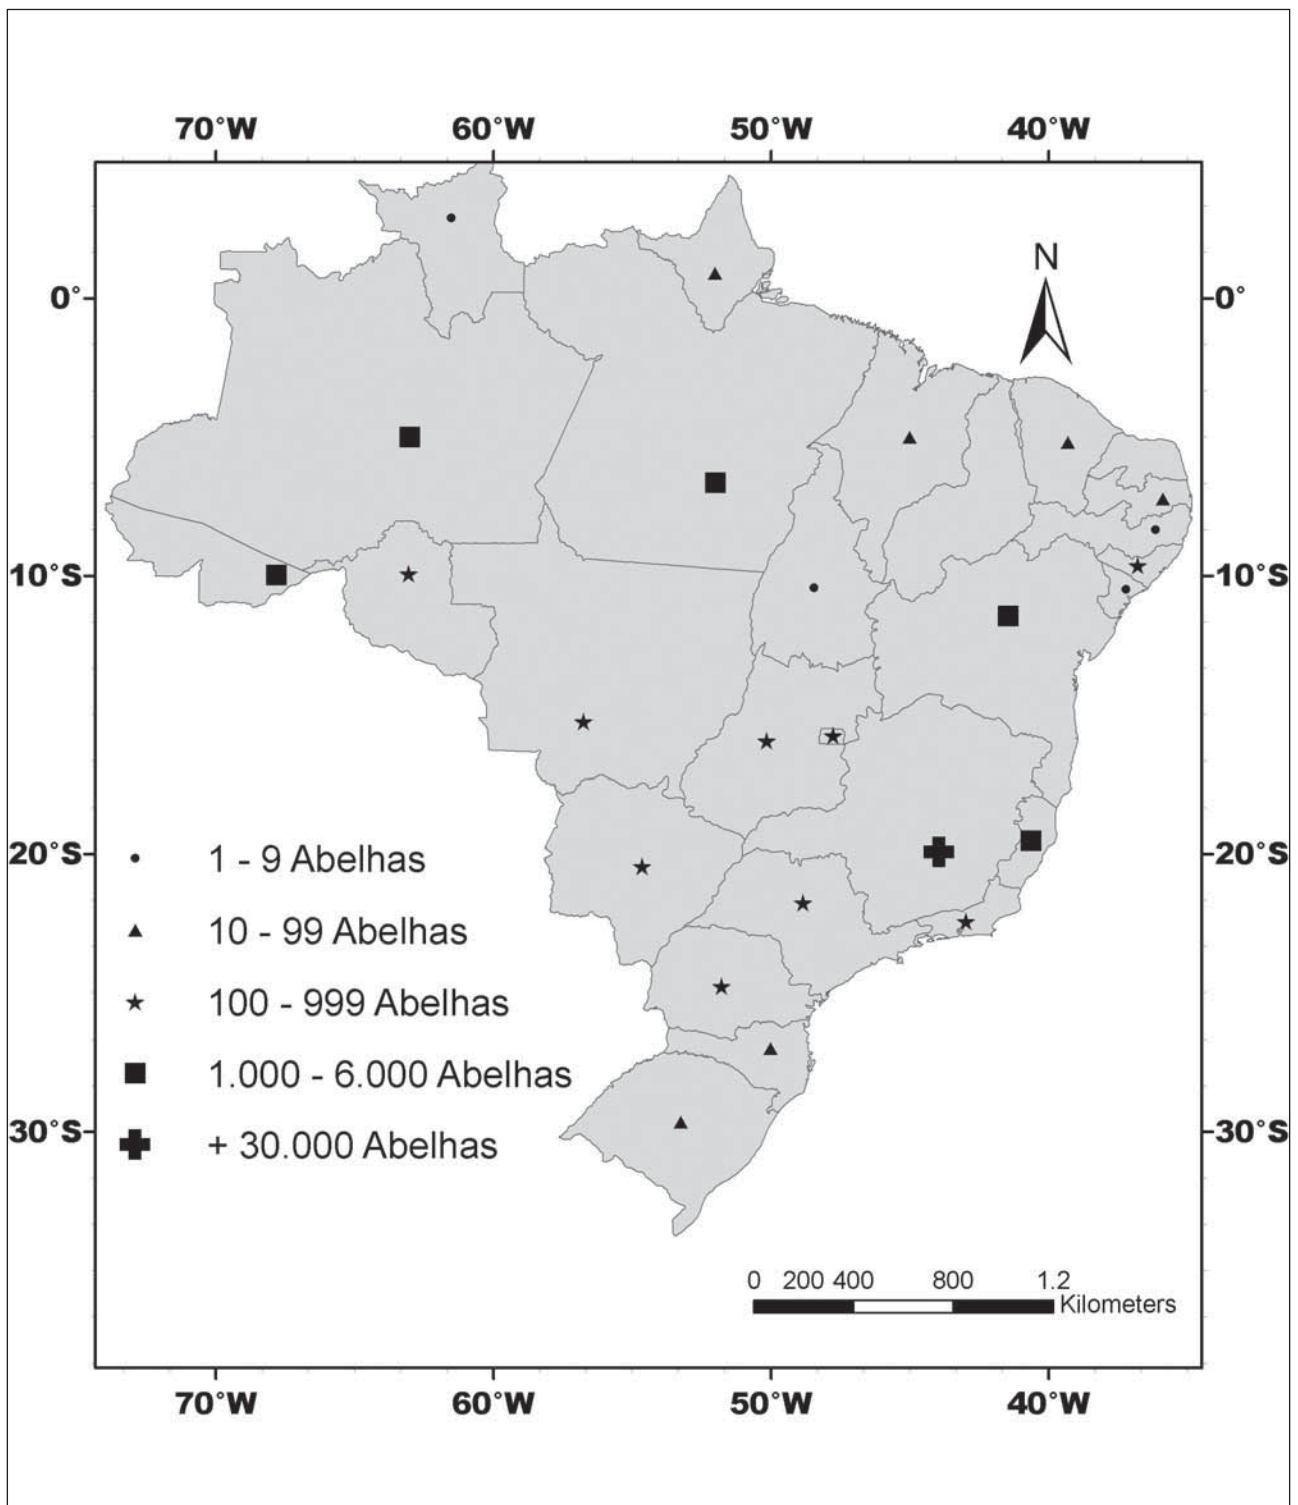 70°W 60°W 50°W 40°W
N
0° 0°
10°S 10°S
20°S 20°S
1 - 9 Abelhas
10 - 99 Abelhas
100 - 999 Abelhas
1.000 - 6.000 Abelhas
+ 30.000 Abelhas
30°S 30°S
0 200 400 800 1.2
Kilometers
70°W 60°W 50°W 40°W